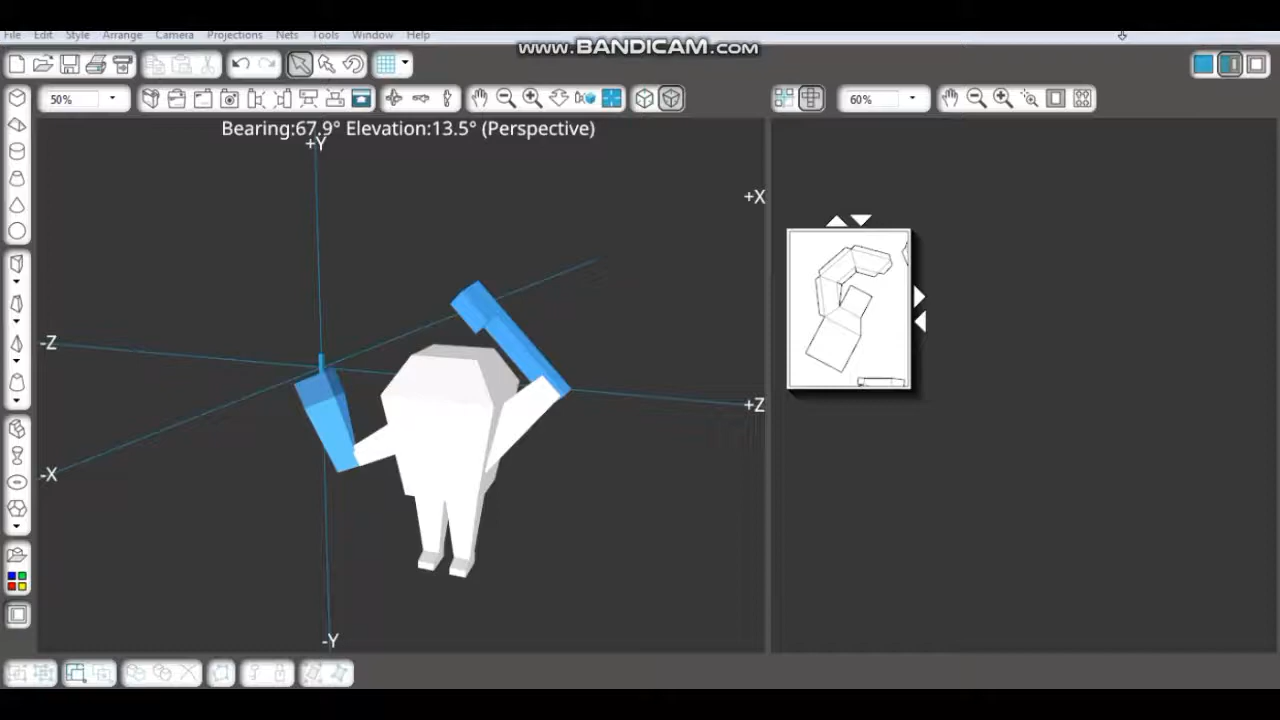 www.BANDICAM.com
File Edit Style Arrange Camera Projections Nets Tools Window Help
50%
60%
Bearing:67.9° Elevation:13.5° (Perspective)
+Y
+X
-Z
+Z
-X
-Y